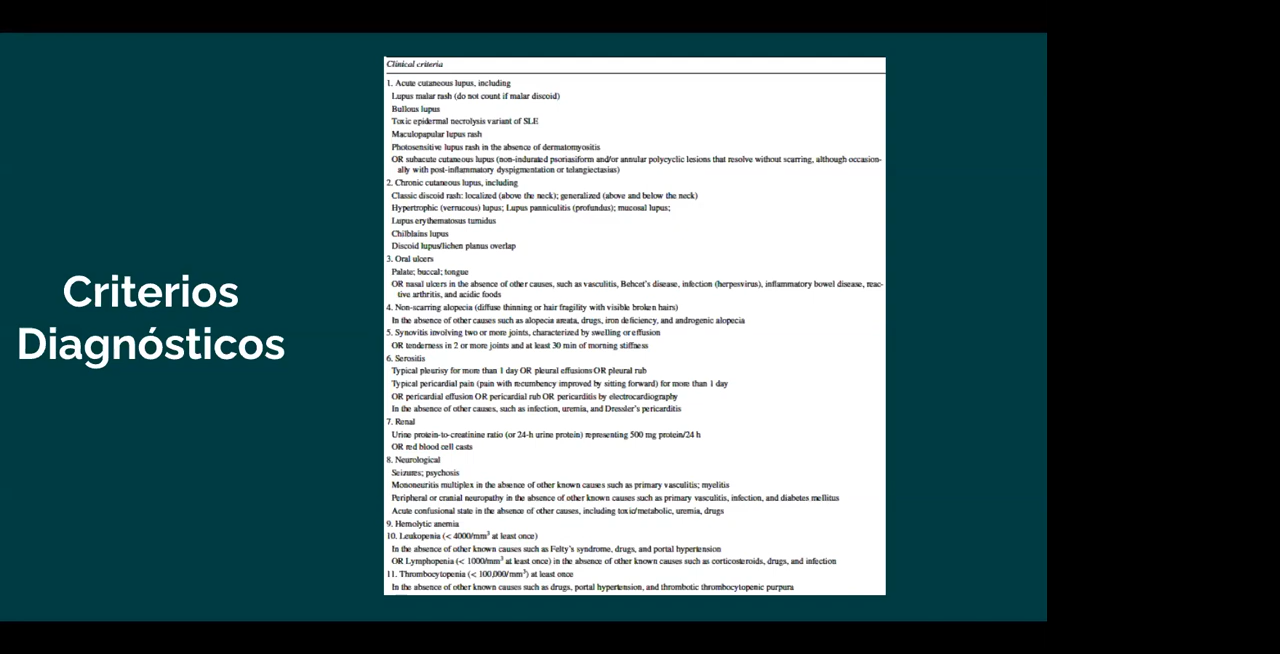 Criterios
Diagnósticos
Clinical criteria
1. Acute cutaneous lupus, including
Lupus malar rash (do not count if malar discoid)
Bullous lupus
Toxic epidermal necrolysis variant of SLE
Maculopapular lupus rash
Photosensitive lupus rash in the absence of dermatomyositis
OR subacute cutaneous lupus (non-indurated psoriasiform and/or annular polycyclic lesions that resolve without scarring, although occasion-
ally with post-inflammatory dyspigmentation or telangiectasias)
2. Chronic cutaneous lupus, including
Classic discoid rash: localized (above the neck); generalized (above and below the neck)
Hypertrophic (verrucous) lupus; Lupus panniculitis (profundus); mucosal lupus;
Lupus erythematosus tumidus
Chilblains lupus
Discoid lupus/lichen planus overlap
3. Oral ulcers
Palate; buccal; tongue
OR nasal ulcers in the absence of other causes, such as vasculitis, Behcet's disease, infection (herpesvirus), inflammatory bowel disease, reac-
tive arthritis, and acidic foods
4. Non-scarring alopecia (diffuse thinning or hair fragility with visible broken hairs)
In the absence of other causes such as alopecia areata, drugs, iron deficiency, and androgenic alopecia
5. Synovitis involving two or more joints, characterized by swelling or effusion
OR tenderness in 2 or more joints and at least 30 min of morning stiffness
6. Serositis
Typical pleurisy for more than 1 day OR pleural effusions OR pleural rub
Typical pericardial pain (pain with recumbency improved by sitting forward) for more than 1 day
OR pericardial effusion OR pericardial rub OR pericarditis by electrocardiography
In the absence of other causes, such as infection, uremia, and Dressler's pericarditis
7. Renal
Urine protein-to-creatinine ratio (or 24-h urine protein) representing 500 mg protein/24 h
OR red blood cell casts
8. Neurological
Seizures; psychosis
Mononeuritis multiplex in the absence of other known causes such as primary vasculitis; myelitis
Peripheral or cranial neuropathy in the absence of other known causes such as primary vasculitis, infection, and diabetes mellitus
Acute confusional state in the absence of other causes, including toxic/metabolic, uremia, drugs
9. Hemolytic anemia
10. Leukopenia (< 4000/mm³ at least once)
In the absence of other known causes such as Felty's syndrome, drugs, and portal hypertension
OR Lymphopenia (< 1000/mm³ at least once) in the absence of other known causes such as corticosteroids, drugs, and infection
11. Thrombocytopenia (< 100,000/mm³) at least once
In the absence of other known causes such as drugs, portal hypertension, and thrombotic thrombocytopenic purpura